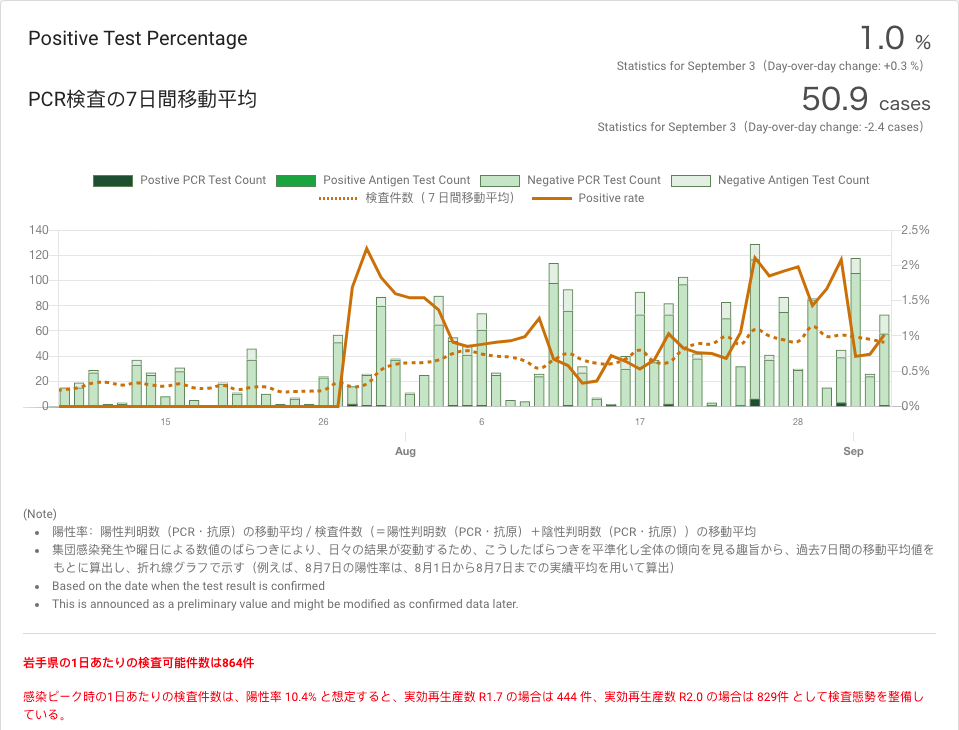 Positive Test Percentage
1.0 %
Statistics for September 3（Day-over-day change: +0.3 %）
PCR検査の7日間移動平均
50.9 cases
Statistics for September 3（Day-over-day change: -2.4 cases）
Postive PCR Test Count Positive Antigen Test Count Negative PCR Test Count Negative Antigen Test Count
検査件数（７日間移動平均） Positive rate
140 2.5%
120 2%
100 1.5%
80
60 1%
40 0.5%
20
0 0%
15 26 6 17 28
Aug Sep
(Note)
• 陽性率：陽性判明数（PCR・抗原）の移動平均 / 検査件数（＝陽性判明数（PCR・抗原）＋陰性判明数（PCR・抗原））の移動平均
• 集団感染発生や曜日による数値のばらつきにより、日々の結果が変動するため、こうしたばらつきを平準化し全体の傾向を見る趣旨から、過去7日間の移動平均値を
もとに算出し、折れ線グラフで示す（例えば、8月7日の陽性率は、8月1日から8月7日までの実績平均を用いて算出）
• Based on the date when the test result is confirmed
• This is announced as a preliminary value and might be modified as confirmed data later.
岩手県の1日あたりの検査可能件数は864件
感染ピーク時の1日あたりの検査件数は、陽性率 10.4% と想定すると、実効再生産数 R1.7 の場合は 444 件、実効再生産数 R2.0 の場合は 829件 として検査態勢を整備し
ている。